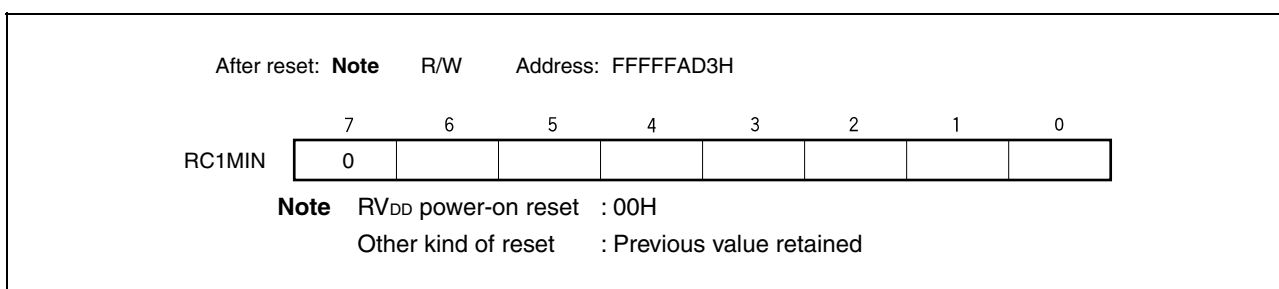 After reset: Note R/W Address: FFFFFAD3H
7 6 5 4 3 2 1 0
RC1MIN 0
Note RVDD power-on reset : 00H
Other kind of reset : Previous value retained